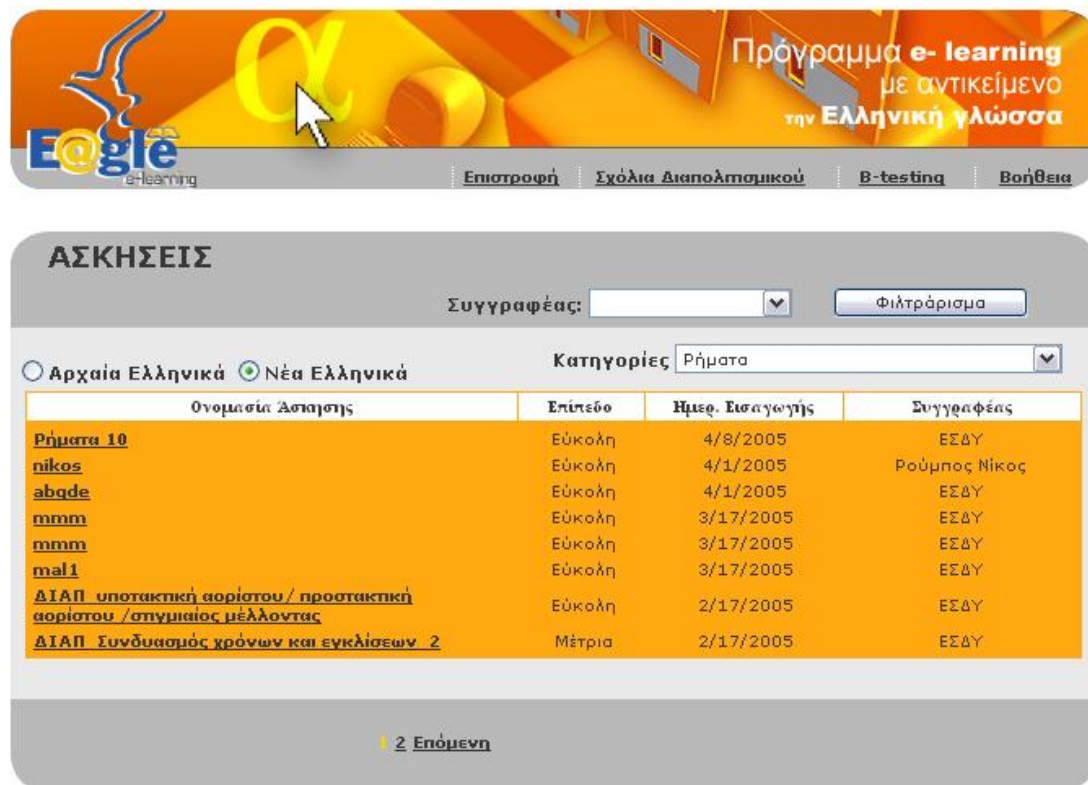 α
Πρόγραμμα e- learning
με αντικείμενο
την Ελληνική γλώσσα
E@gle
e-learning
Επιστροφή Σχόλια Διαπολιτισμικού B-testing Βοήθεια
ΑΣΚΗΣΕΙΣ
Συγγραφέας: Φιλτράρισμα
Αρχαία Ελληνικά Νέα Ελληνικά Κατηγορίες Ρήματα
Ονομασία Άσκησης Επίπεδο Ημερ. Εισαγωγής Συγγραφέας
Ρήματα 10 Εύκολη 4/8/2005 ΕΣΔΥ
nikos Εύκολη 4/1/2005 Ρούμπος Νίκος
abgde Εύκολη 4/1/2005 ΕΣΔΥ
mmm Εύκολη 3/17/2005 ΕΣΔΥ
mmm Εύκολη 3/17/2005 ΕΣΔΥ
mal1 Εύκολη 3/17/2005 ΕΣΔΥ
ΔΙΑΠ υποτακτική αορίστου/ προστακτική
αορίστου /στιγμιαίος μέλλοντας Εύκολη 2/17/2005 ΕΣΔΥ
ΔΙΑΠ Συνδυασμός χρόνων και εγκλίσεων 2 Μέτρια 2/17/2005 ΕΣΔΥ
1 2 Επόμενη